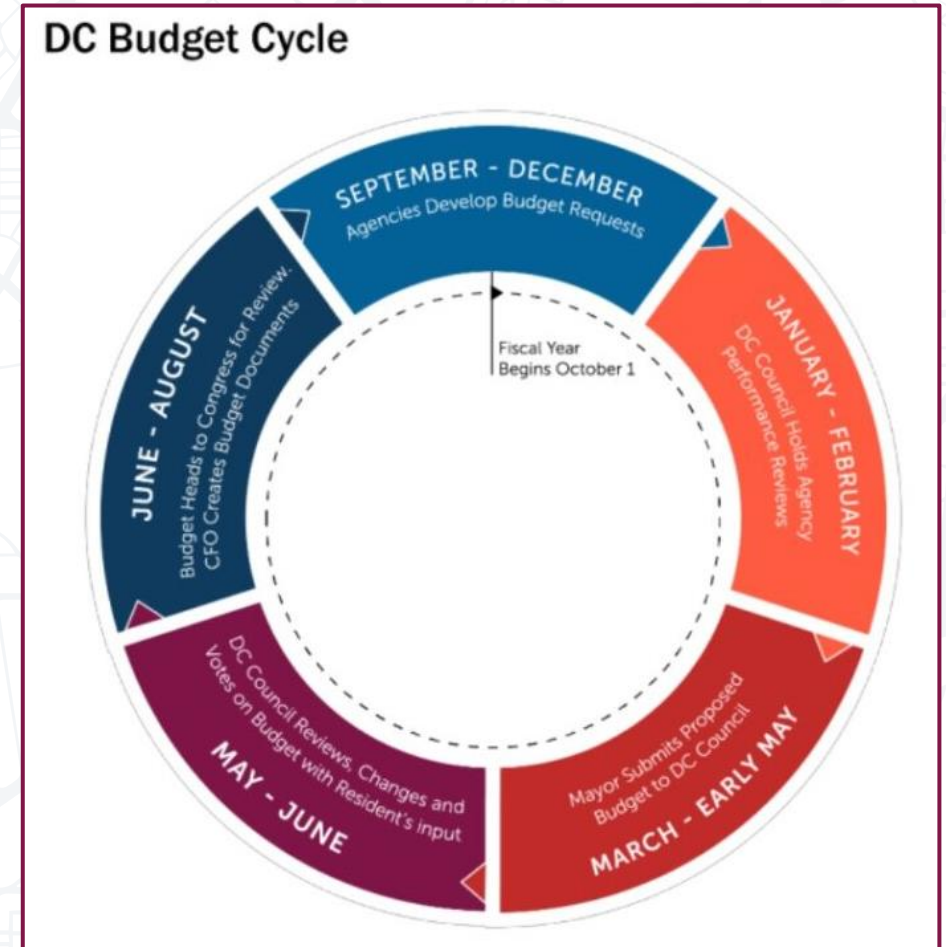 DC Budget Cycle
SEPTEMBER - DECEMBER
Agencies Develop Budget Requests
JANUARY - FEBRUARY
DC Council Holds Agency
Performance Reviews
MARCH - EARLY MAY
Mayor Submits Proposed
Budget to DC Council
MAY - JUNE
DC Council Reviews, Changes and
Votes on Budget with Resident's input
JUNE - AUGUST
Budget Heads to Congress for Review.
CFO Creates Budget Documents
Fiscal Year
Begins October 1